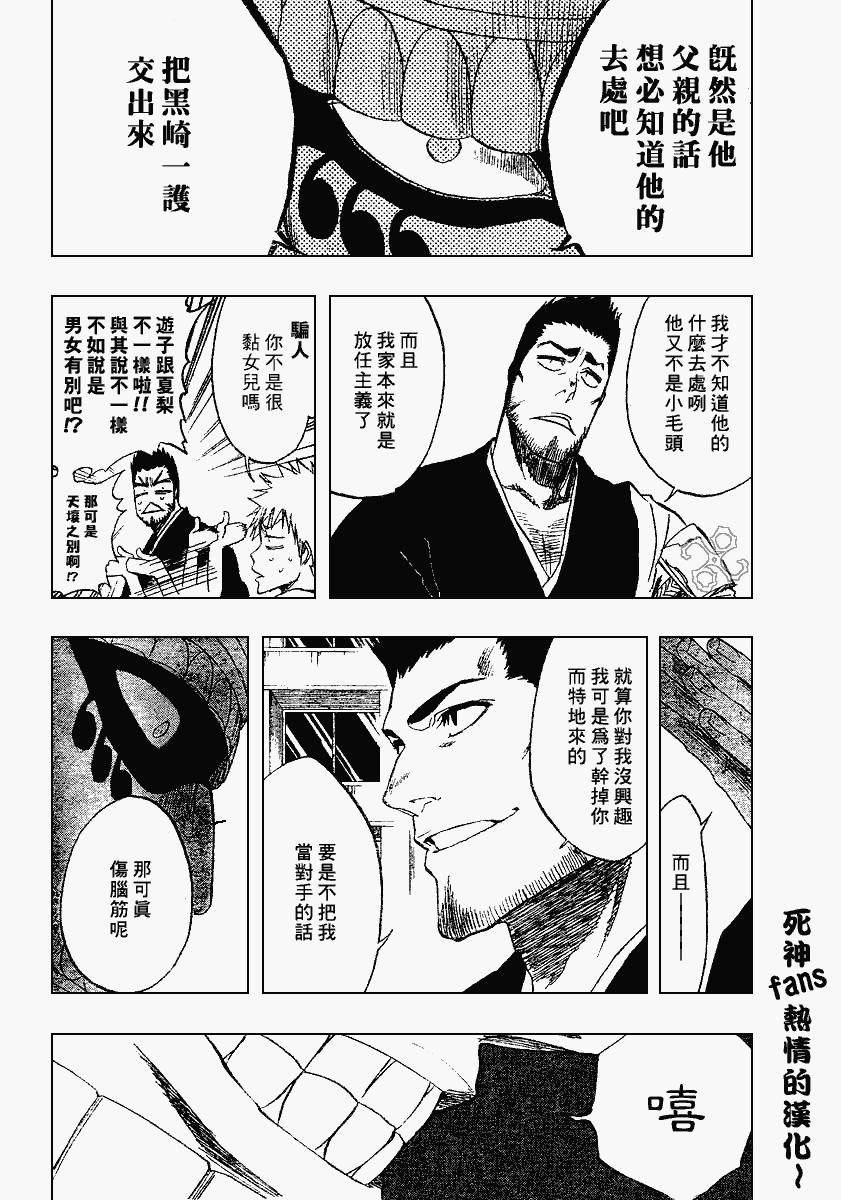 既然是他
父親的話
想必知道他的
去處吧
把黑崎一護
交出來
我才不知道他的
什麼去處咧
他又不是小毛頭
而且
我家本來就是
放任主義了
騙人
你不是很
黏女兒嗎
遊子跟夏梨
不一樣啦!!
與其說不一樣
不如說是
男女有別吧!?
那可是
天壤之別啊!?
而且——
就算你對我沒興趣
我可是為了幹掉你
而特地來的
要是不把我
當對手的話
那可真
傷腦筋呢
嘻
死神fans熱情的漢化~